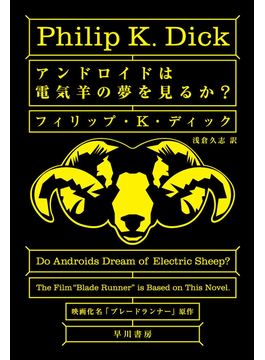 Philip K. Dick
アンドロイドは
電気羊の夢を見るか?
フィリップ・K・ディック
浅倉久志 訳
Do Androids Dream of Electric Sheep?
The Film “Blade Runner” is Based on This Novel.
映画化名「ブレードランナー」原作
早川書房